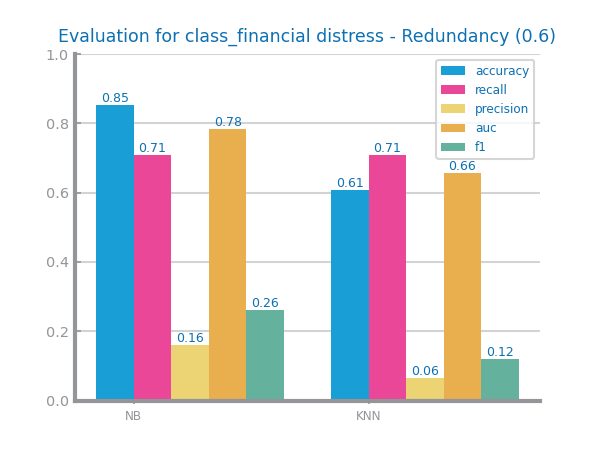 Evaluation for class_financial distress - Redundancy (0.6)
1.0
0.8
0.6
0.4
0.2
0.0
accuracy
recall
precision
auc
f1
0.85
0.71
0.16
0.78
0.26
0.61
0.71
0.06
0.66
0.12
NB
KNN